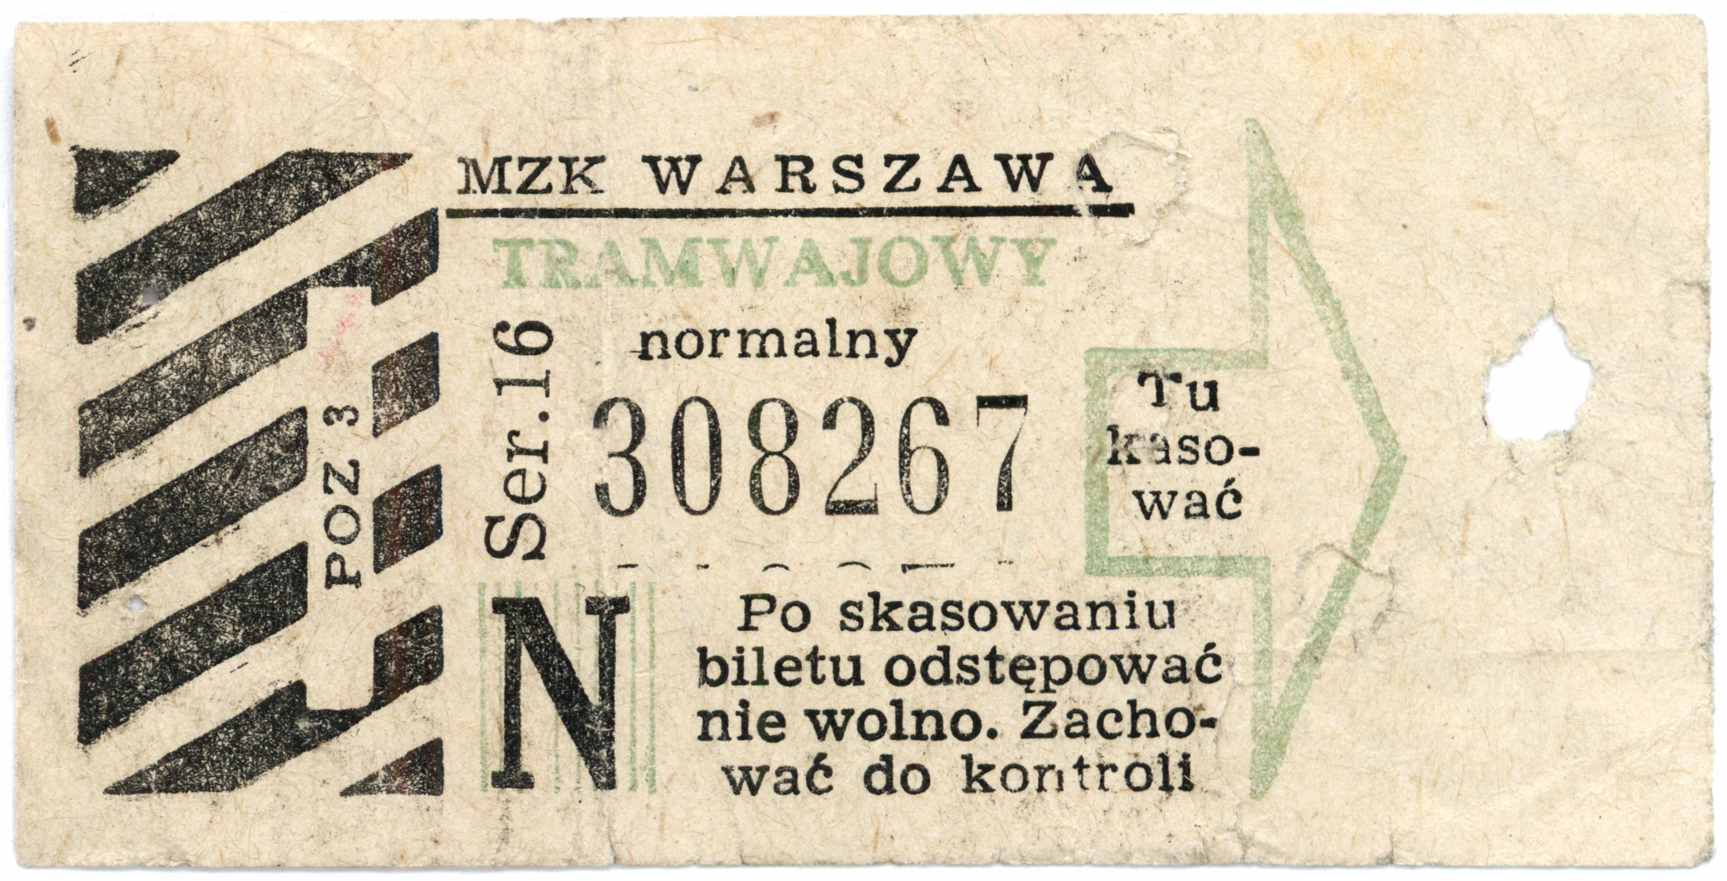 MZK WARSZAWA
TRAMWAJOWY
normalny
Ser.16
308267
POZ 3
Tu
kaso-
wać
N
Po skasowaniu
biletu odstępować
nie wolno. Zacho-
wać do kontroli